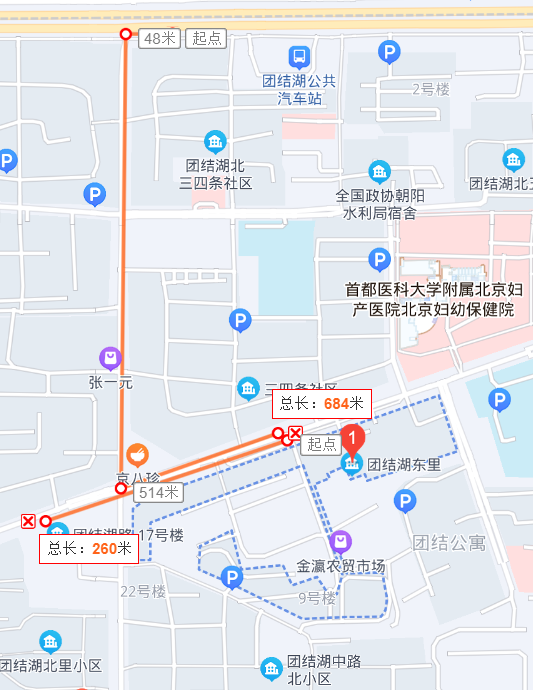 48米
起点
团结湖公共
汽车站
P
2号楼
团结湖北
三四条社区
P
P
全国政协朝阳
水利局宿舍
团结湖北五
P
首都医科大学附属北京妇
产医院北京妇幼保健院
P
张一元
三四条社区
总长：684米
P
起点
1
团结湖东里
京八珍
514米
P
团结湖路17号楼
总长：260米
金瀛农贸市场
团结公寓
P
22号楼
9号楼
团结湖北里小区
团结湖中路
北小区